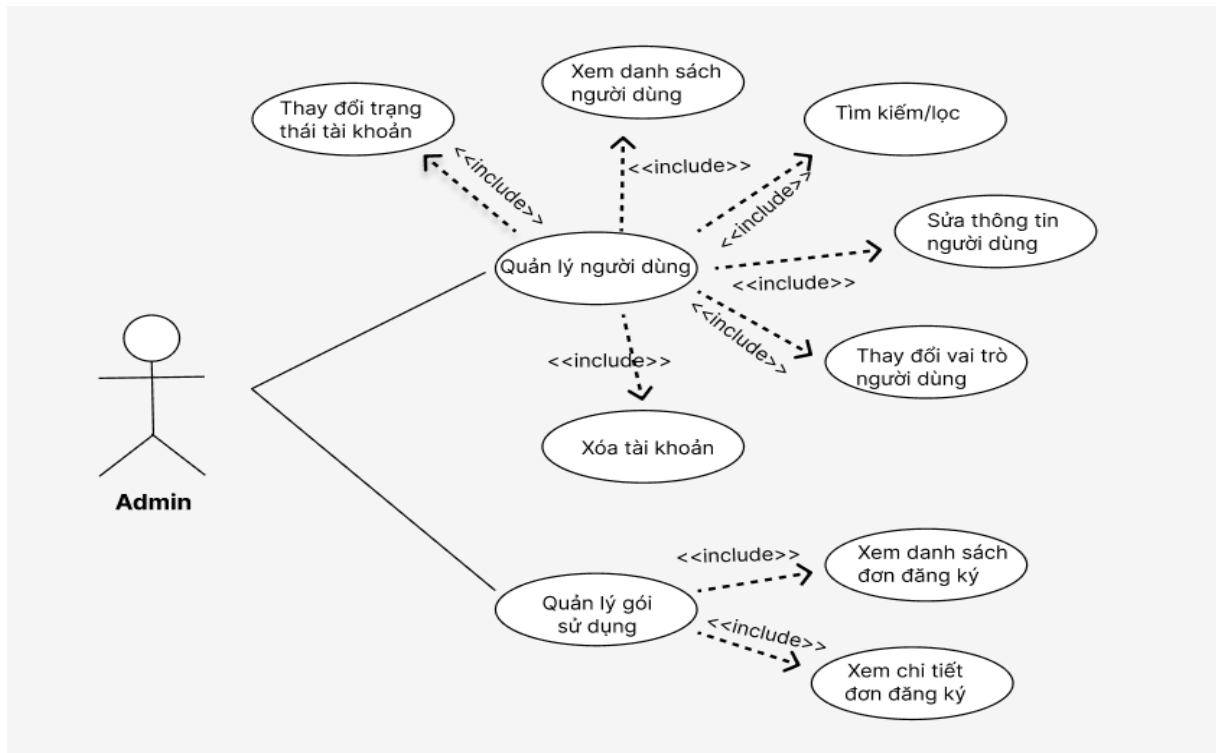 Xem danh sách
người dùng
Thay đổi trạng
thái tài khoản
Tìm kiếm/lọc
<<include>>
<<include>>
<<include>>
Sửa thông tin
người dùng
Quản lý người dùng
<<include>>
<<include>>
<<include>>
Thay đổi vai trò
người dùng
Xóa tài khoản
Admin
<<include>>
Xem danh sách
đơn đăng ký
Quản lý gói
sử dụng
<<include>>
Xem chi tiết
đơn đăng ký